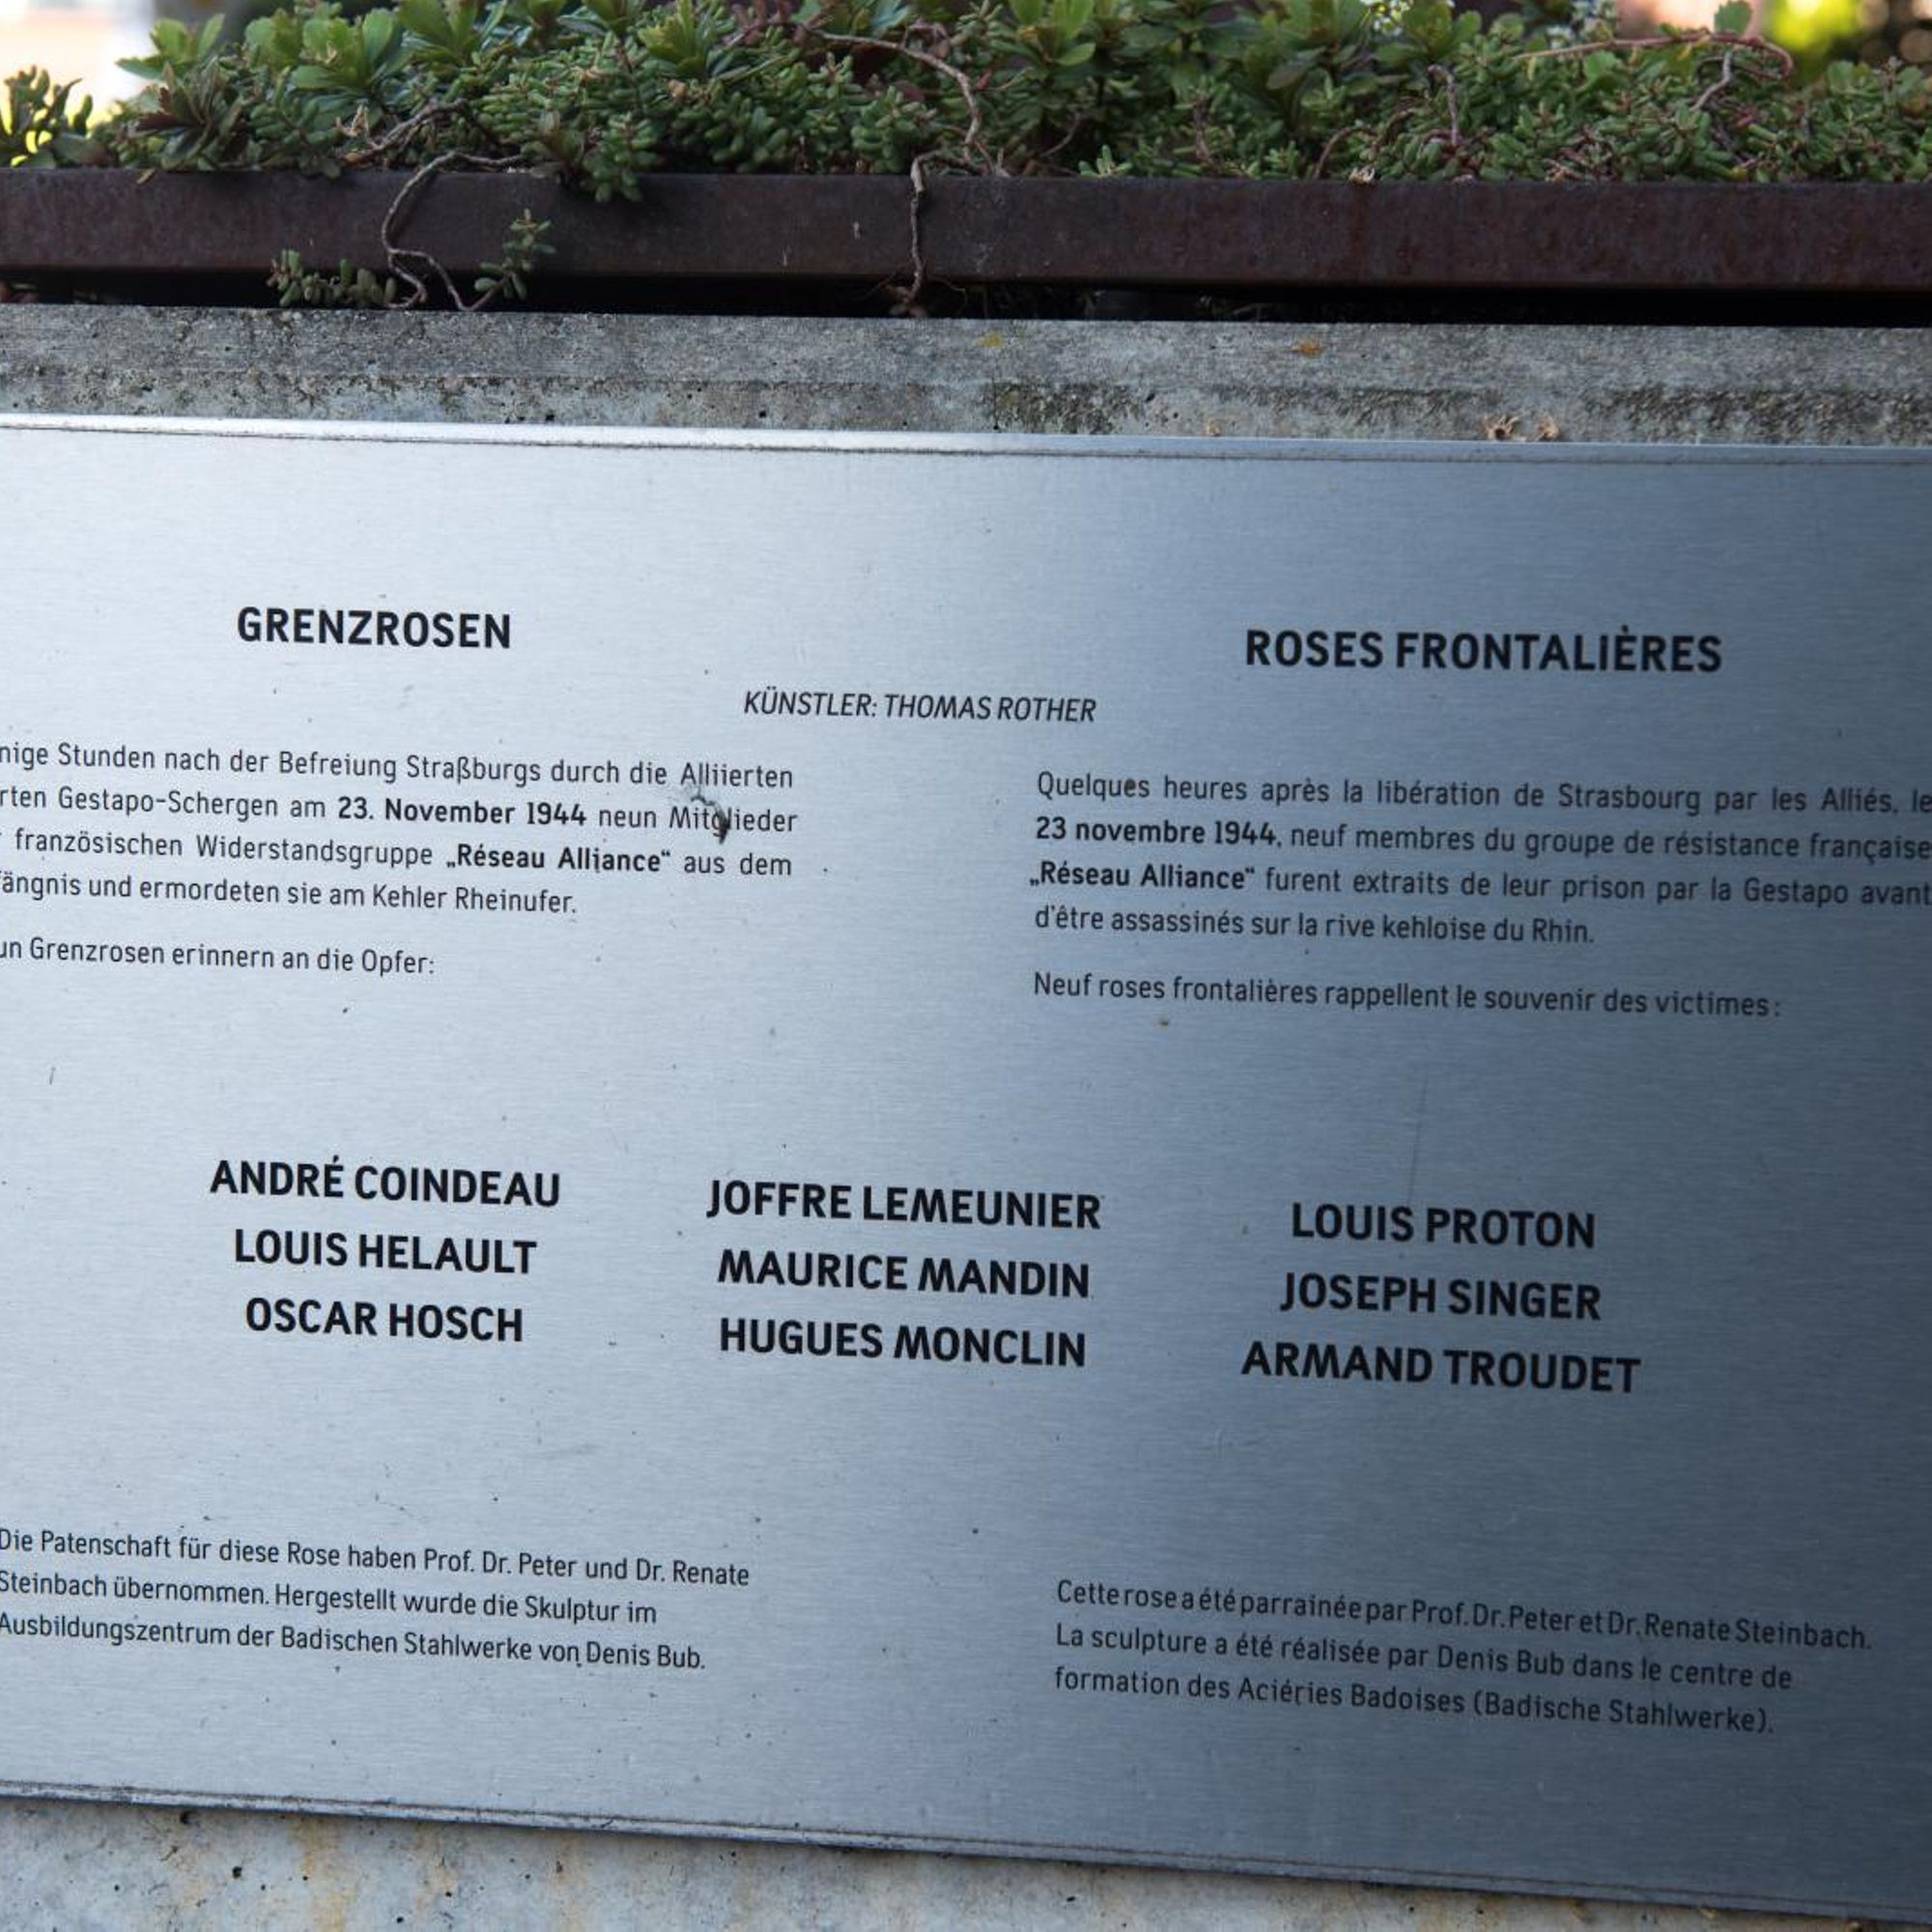 GRENZROSEN
ROSES FRONTALIÈRES
KÜNSTLER: THOMAS ROTHER
nige Stunden nach der Befreiung Straßburgs durch die Alliierten
rten Gestapo-Schergen am 23. November 1944 neun Mitglieder
französischen Widerstandsgruppe „Réseau Alliance“ aus dem
fängnis und ermordeten sie am Kehler Rheinufer.
un Grenzrosen erinnern an die Opfer:
Quelques heures après la libération de Strasbourg par les Alliés, le
23 novembre 1944, neuf membres du groupe de résistance française
„Réseau Alliance“ furent extraits de leur prison par la Gestapo avant
d'être assassinés sur la rive kehloise du Rhin.
Neuf roses frontalières rappellent le souvenir des victimes :
ANDRÉ COINDEAU
LOUIS HELAULT
OSCAR HOSCH
JOFFRE LEMEUNIER
MAURICE MANDIN
HUGUES MONCLIN
LOUIS PROTON
JOSEPH SINGER
ARMAND TROUDET
Die Patenschaft für diese Rose haben Prof. Dr. Peter und Dr. Renate
Steinbach übernommen. Hergestellt wurde die Skulptur im
Ausbildungszentrum der Badischen Stahlwerke von Denis Bub.
Cette rose a été parrainée par Prof. Dr. Peter et Dr. Renate Steinbach.
La sculpture a été réalisée par Denis Bub dans le centre de
formation des Aciéries Badoises (Badische Stahlwerke).